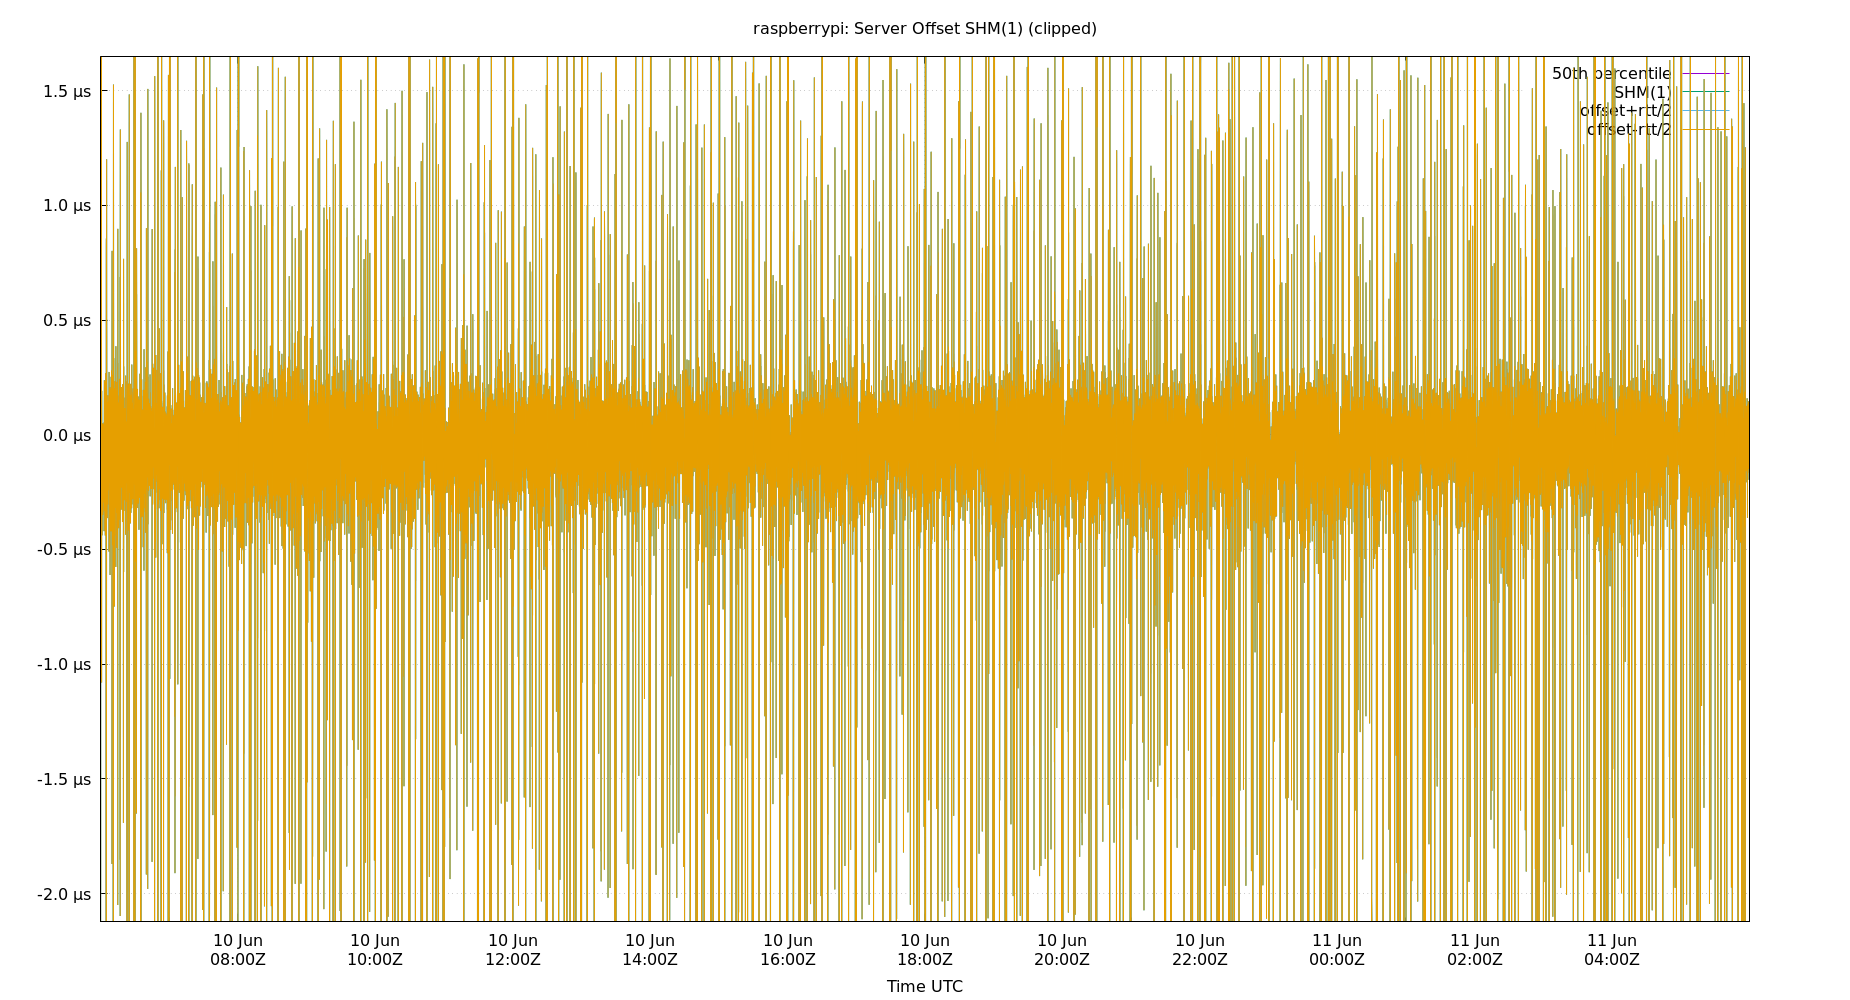 raspberrypi: Server Offset SHM(1) (clipped)
50th percentile
SHM(1)
offset+rtt/2
offset-rtt/2
1.5 µs
1.0 µs
0.5 µs
0.0 µs
-0.5 µs
-1.0 µs
-1.5 µs
-2.0 µs
10 Jun 10 Jun 10 Jun 10 Jun 10 Jun 10 Jun 10 Jun 10 Jun 11 Jun 11 Jun 11 Jun
08:00Z 10:00Z 12:00Z 14:00Z 16:00Z 18:00Z 20:00Z 22:00Z 00:00Z 02:00Z 04:00Z
Time UTC